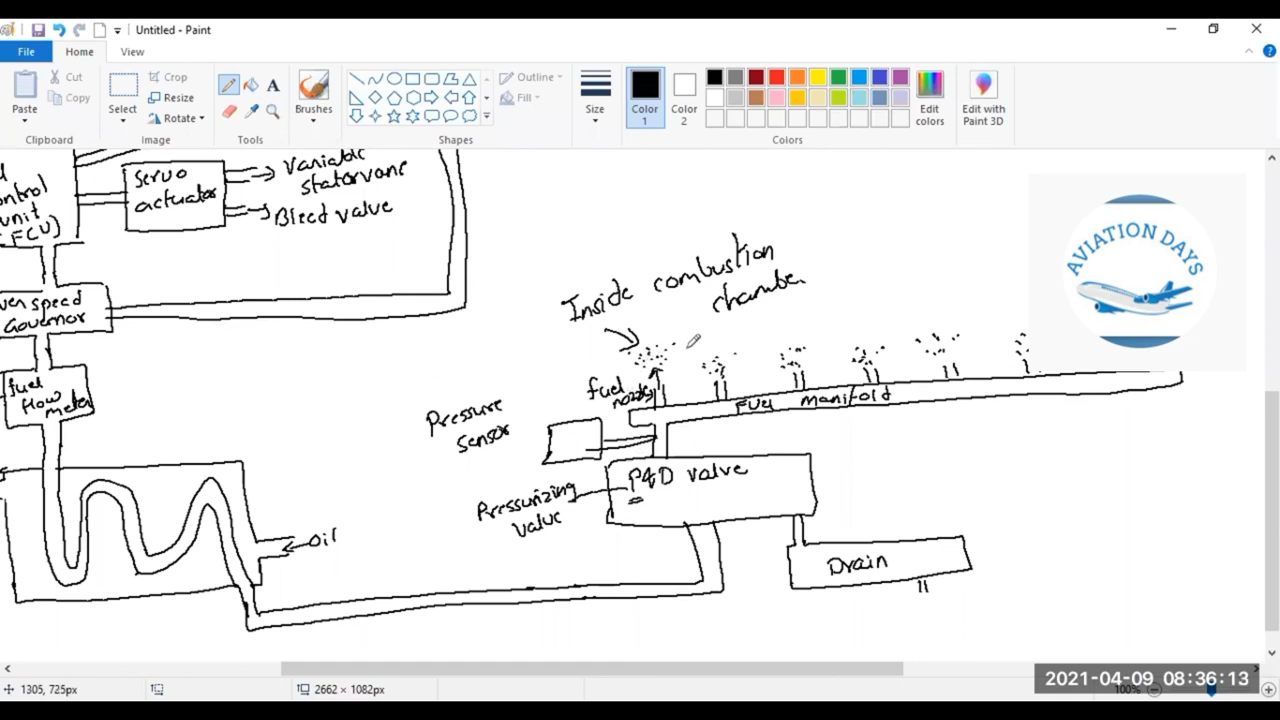 Untitled - Paint
File
Home
View
Paste
Cut
Copy
Clipboard
Select
Crop
Resize
Rotate
Image
Tools
Brushes
Shapes
Outline
Fill
Size
Color
1
Color
2
Edit
colors
Edit with
Paint 3D
Colors
control
unit
FCU)
Servo
actuator
Variable
statorvane
Bleed valve
speed
Governor
fuel
flow
meter
Oil
Inside combustion
chamber
AVIATION DAYS
fuel
Fuel manifold
Pressure
sensor
P&D valve
Pressurizing
valve
Drain
1305, 725px
2662 × 1082px
100%
2021-04-09 08:36:13